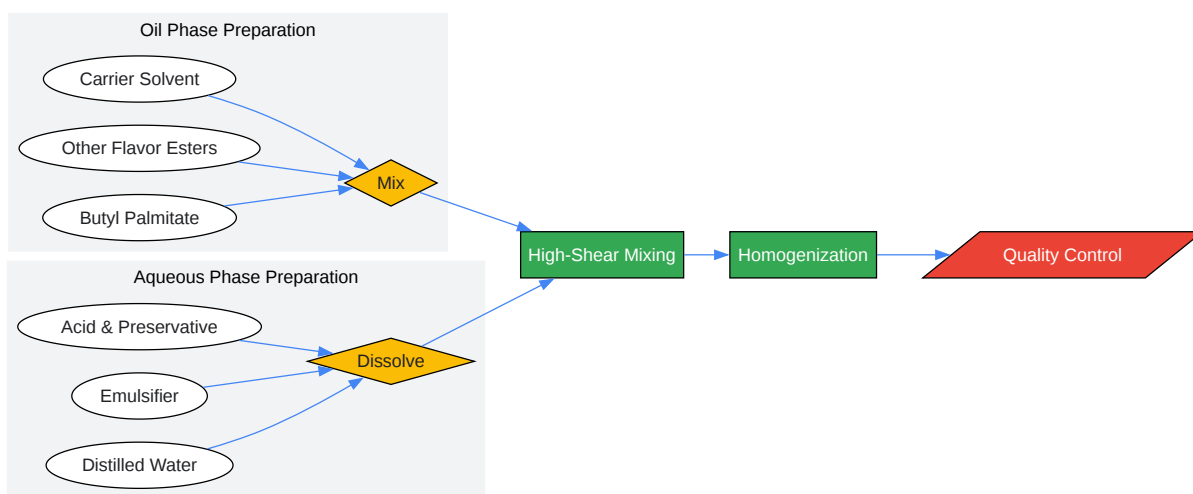 Oil Phase Preparation
Carrier Solvent
Other Flavor Esters
Mix
Butyl Palmitate
High-Shear Mixing
Homogenization
Quality Control
Aqueous Phase Preparation
Acid & Preservative
Dissolve
Emulsifier
Distilled Water